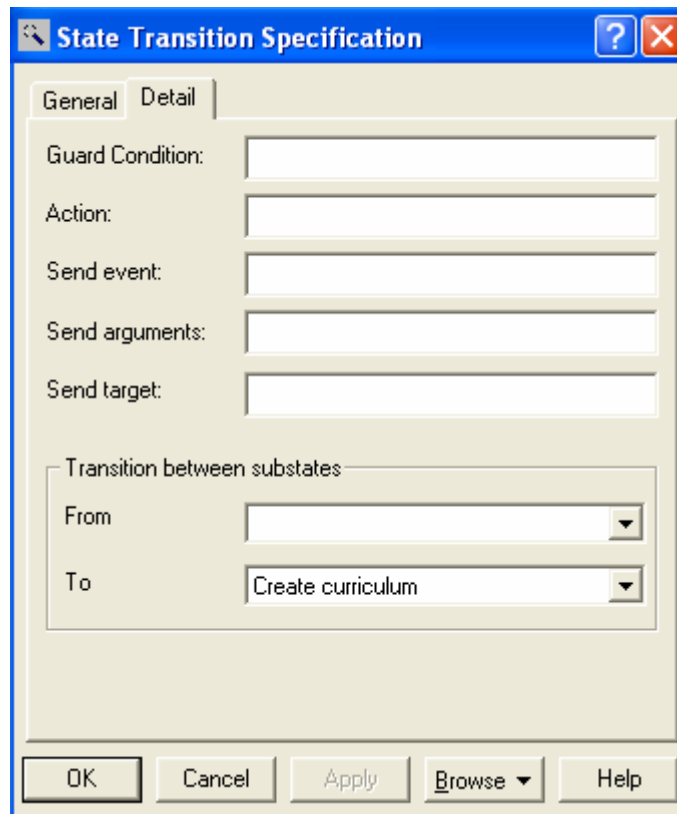 State Transition Specification
General Detail
Guard Condition:
Action:
Send event:
Send arguments:
Send target:
Transition between substates
From
To Create curriculum
OK Cancel Apply Browse Help